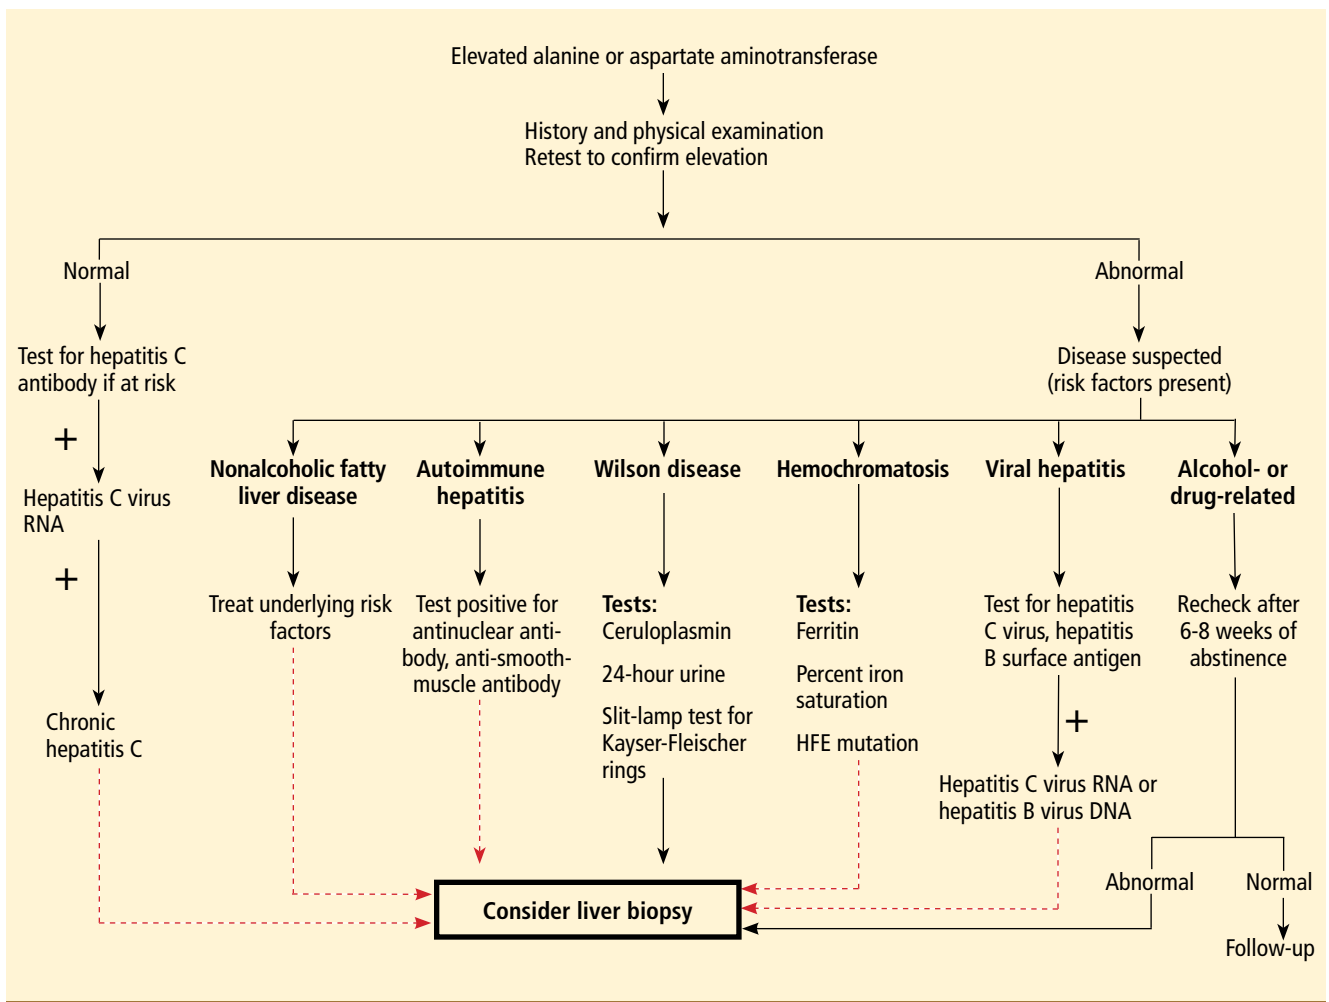 Elevated alanine or aspartate aminotransferase
History and physical examination
Retest to confirm elevation
Normal
Abnormal
Test for hepatitis C
antibody if at risk
Disease suspected
(risk factors present)
+
Hepatitis C virus
RNA
+
Chronic
hepatitis C
Nonalcoholic fatty
liver disease
Treat underlying risk
factors
Autoimmune
hepatitis
Test positive for
antinuclear anti-
body, anti-smooth-
muscle antibody
Wilson disease
Tests:
Ceruloplasmin
24-hour urine
Slit-lamp test for
Kayser-Fleischer
rings
Hemochromatosis
Tests:
Ferritin
Percent iron
saturation
HFE mutation
Viral hepatitis
Test for hepatitis
C virus, hepatitis
B surface antigen
+
Hepatitis C virus RNA or
hepatitis B virus DNA
Alcohol- or
drug-related
Recheck after
6-8 weeks of
abstinence
Abnormal
Normal
Follow-up
Consider liver biopsy